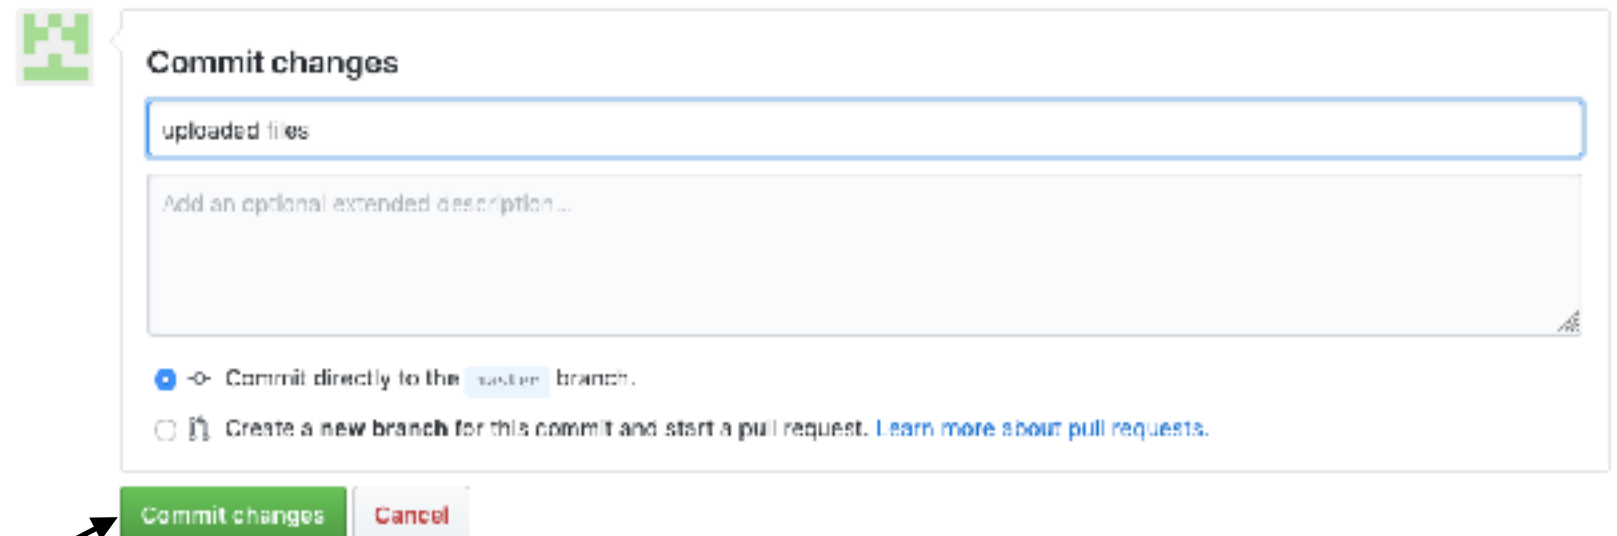 Commit changes
uploaded files
Add an optional extended description...
Commit directly to the master branch.
Create a new branch for this commit and start a pull request. Learn more about pull requests.
Commit changes Cancel